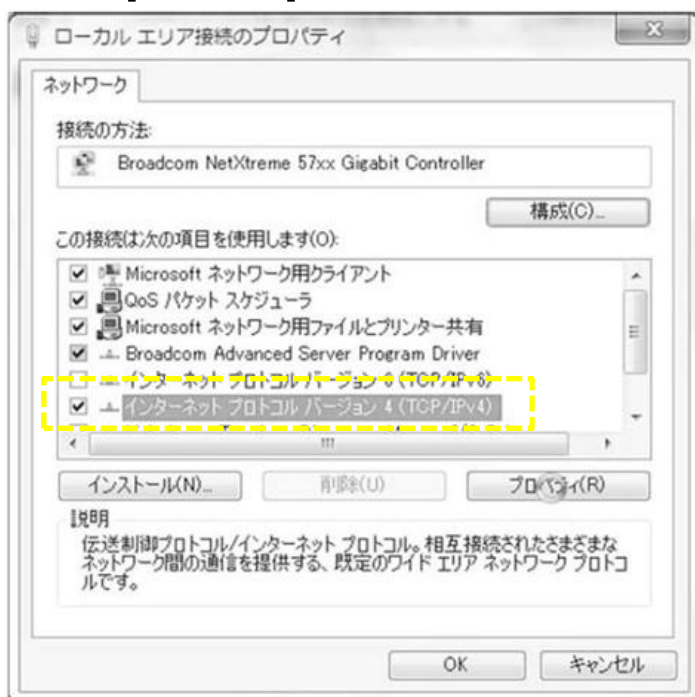 ローカル エリア接続のプロパティ
ネットワーク
接続の方法:
Broadcom NetXtreme 57xx Gigabit Controller
構成(C)...
この接続は次の項目を使用します(O):
Microsoft ネットワーク用クライアント
QoS パケット スケジューラ
Microsoft ネットワーク用ファイルとプリンター共有
Broadcom Advanced Server Program Driver
インターネット プロトコル バージョン 6 (TCP/IPv6)
インターネット プロトコル バージョン 4 (TCP/IPv4)
インストール(N)...
削除(U)
プロパティ(R)
説明
伝送制御プロトコル/インターネット プロトコル。相互接続されたさまざまな
ネットワーク間の通信を提供する、既定のワイド エリア ネットワーク プロトコ
ルです。
OK
キャンセル